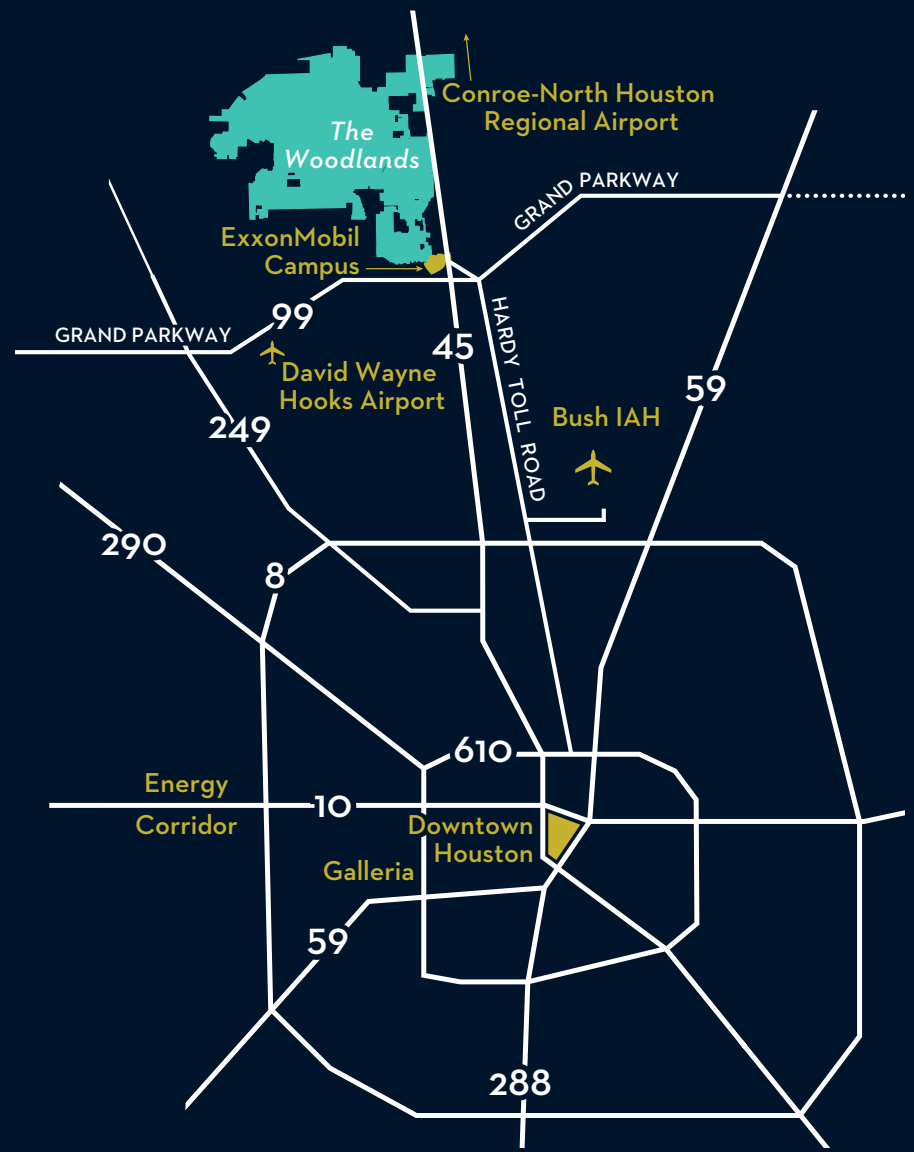 Conroe-North Houston
Regional Airport
The
Woodlands
GRAND PARKWAY
ExxonMobil
Campus
99
GRAND PARKWAY
45
HARDY TOLL ROAD
David Wayne
Hooks Airport
59
Bush IAH
249
290
8
610
Energy
Corridor
10
Downtown
Houston
Galleria
59
288